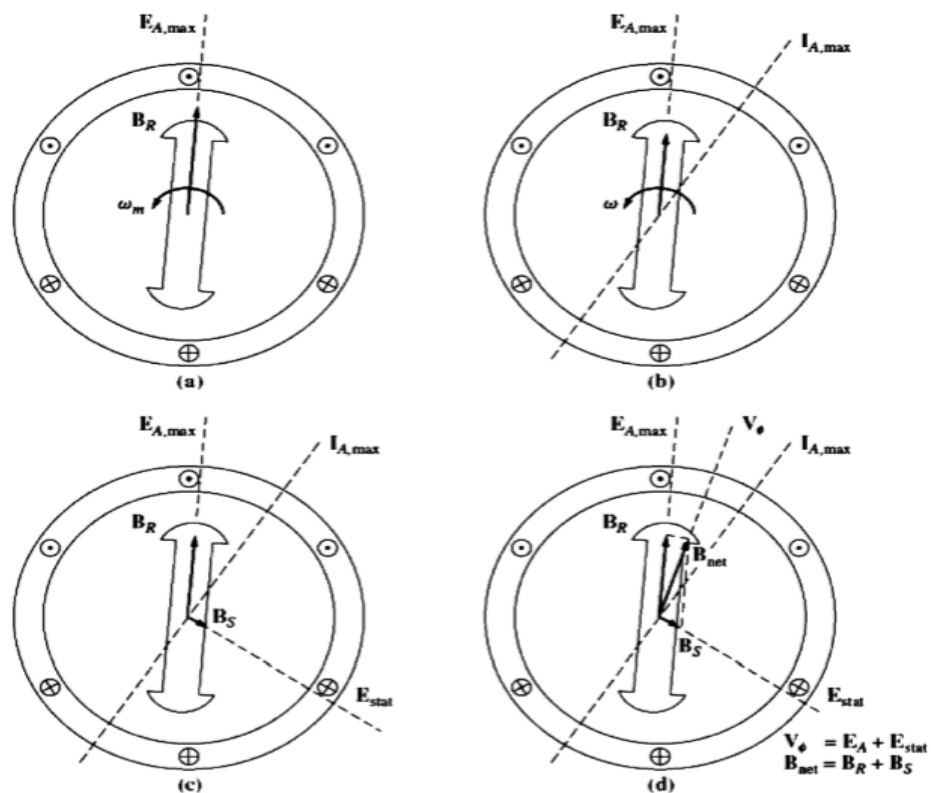 E_A,max
B_R
ω_m
(a)
E_A,max
I_A,max
B_R
ω
(b)
E_A,max
I_A,max
B_R
B_S
E_stat
(c)
E_A,max
V_ϕ
I_A,max
B_R
B_net
B_S
E_stat
V_ϕ = E_A + E_stat
B_net = B_R + B_S
(d)